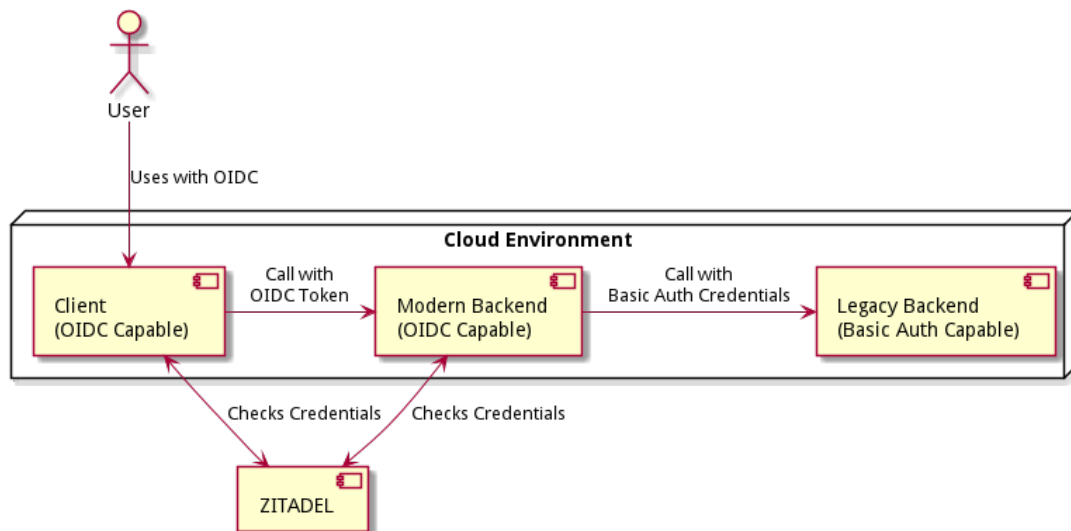 User
Uses with OIDC
Cloud Environment
Client
(OIDC Capable)
Call with
OIDC Token
Modern Backend
(OIDC Capable)
Call with
Basic Auth Credentials
Legacy Backend
(Basic Auth Capable)
Checks Credentials
Checks Credentials
ZITADEL